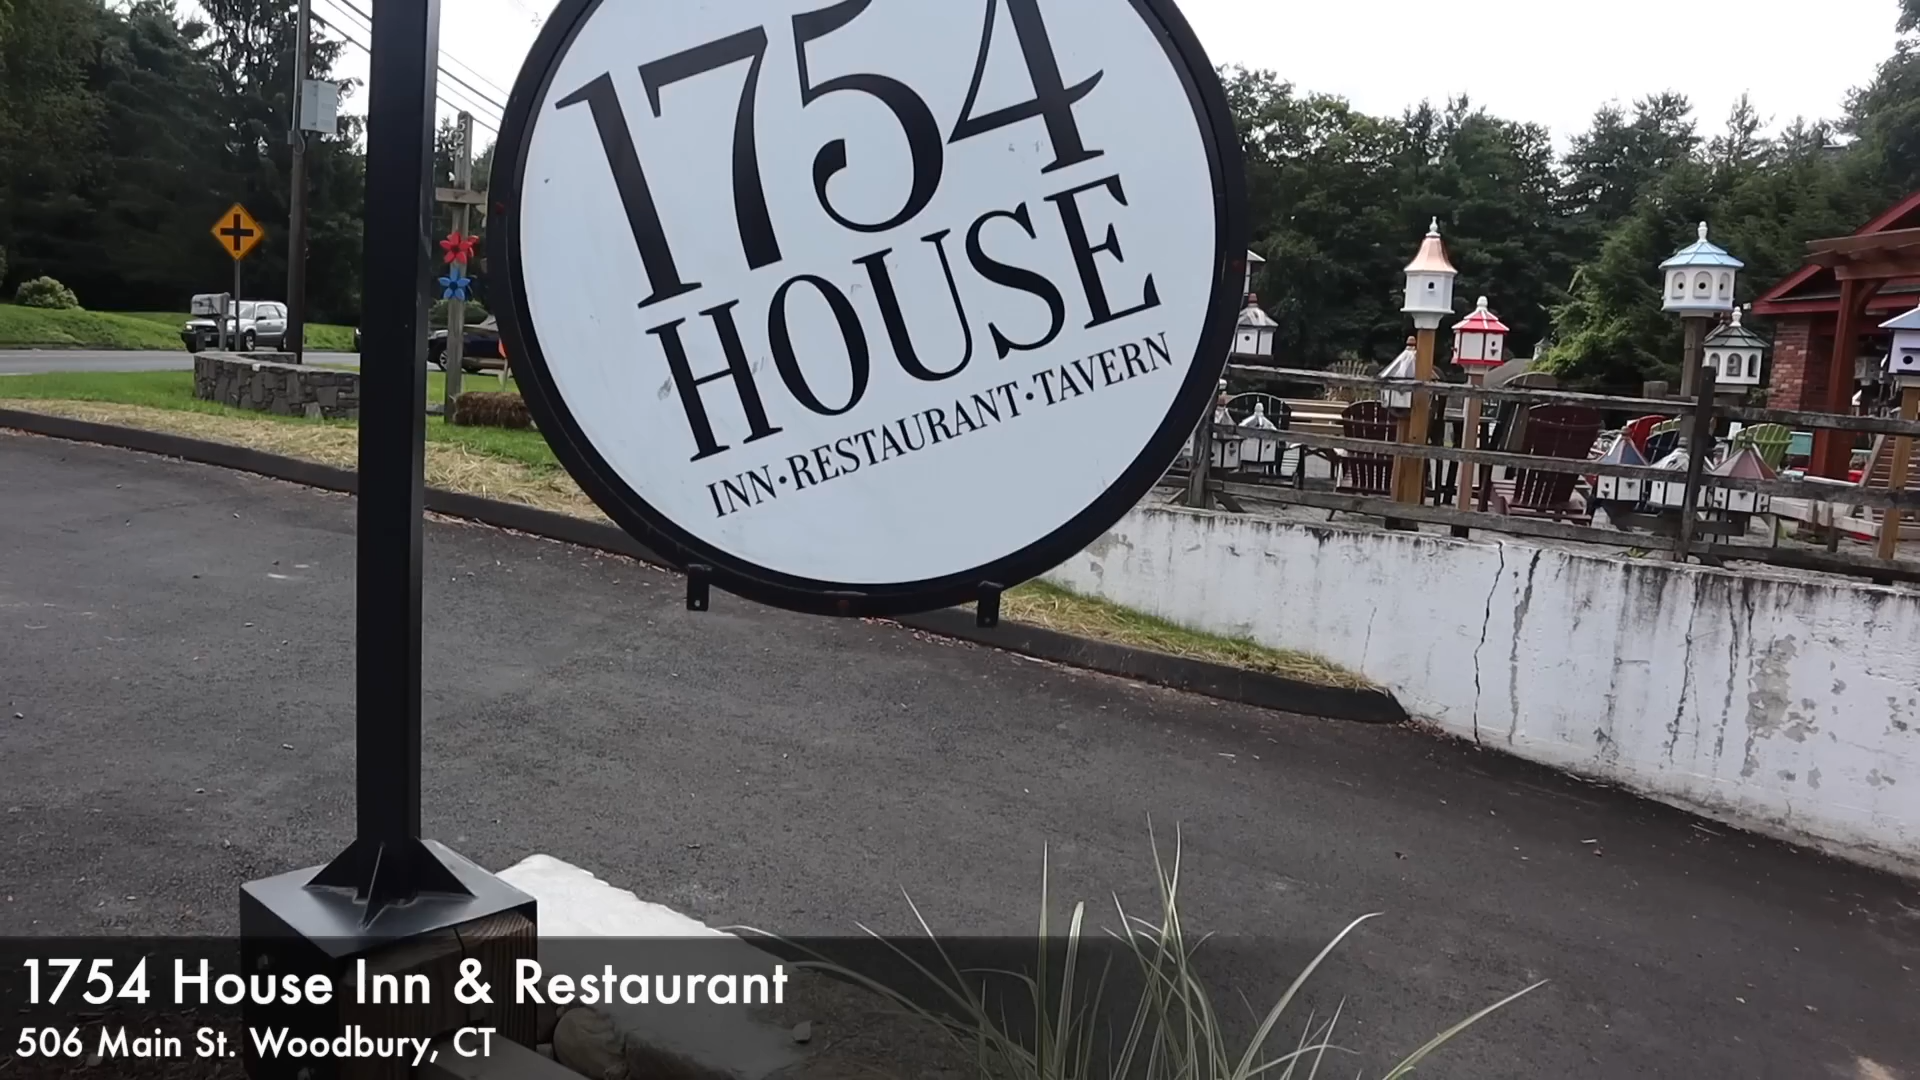 1754
HOUSE
INN•RESTAURANT•TAVERN
1754 House Inn & Restaurant
506 Main St. Woodbury, CT